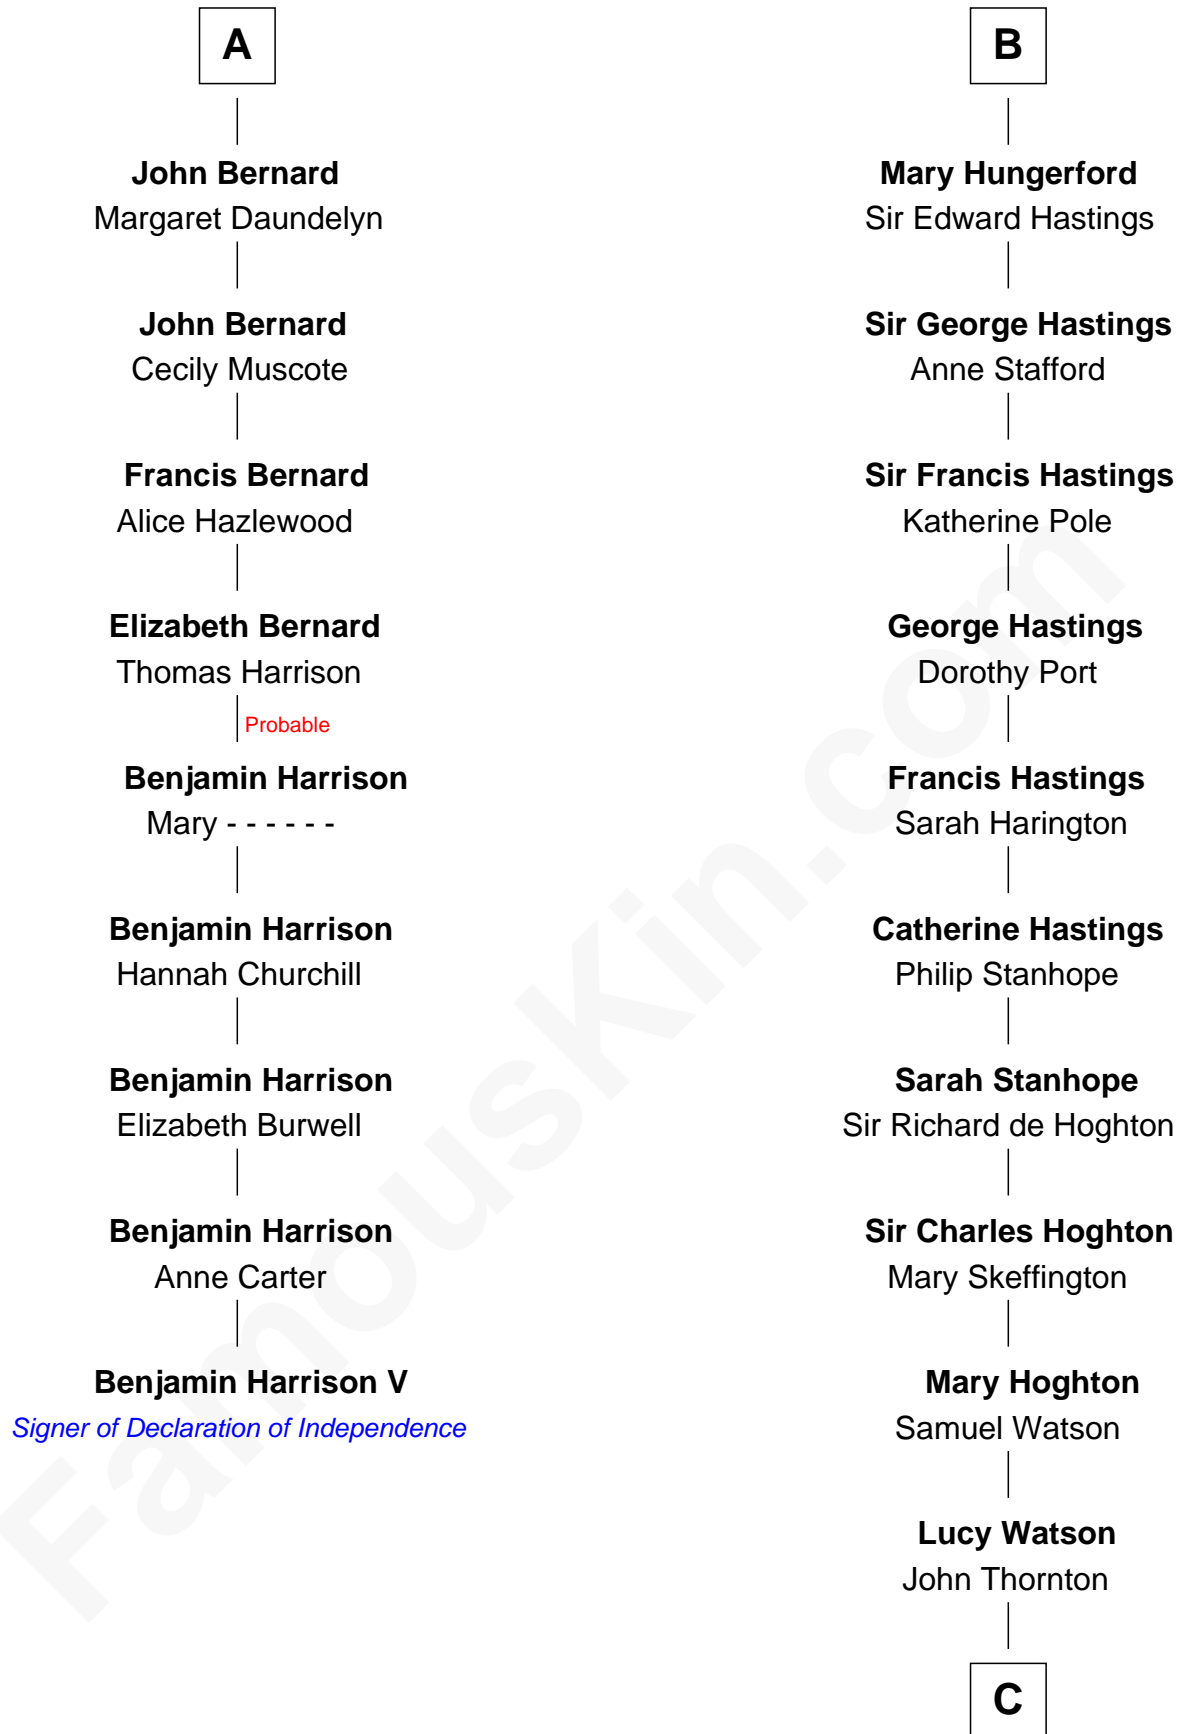 A
John Bernard
Margaret Daundelyn
John Bernard
Cecily Muscote
Francis Bernard
Alice Hazlewood
Elizabeth Bernard
Thomas Harrison
Probable
Benjamin Harrison
Mary - - - - - -
Benjamin Harrison
Hannah Churchill
Benjamin Harrison
Elizabeth Burwell
Benjamin Harrison
Anne Carter
Benjamin Harrison V
Signer of Declaration of Independence
B
Mary Hungerford
Sir Edward Hastings
Sir George Hastings
Anne Stafford
Sir Francis Hastings
Katherine Pole
George Hastings
Dorothy Port
Francis Hastings
Sarah Harington
Catherine Hastings
Philip Stanhope
Sarah Stanhope
Sir Richard de Hoghton
Sir Charles Hoghton
Mary Skeffington
Mary Hoghton
Samuel Watson
Lucy Watson
John Thornton
C
FamousKin.com